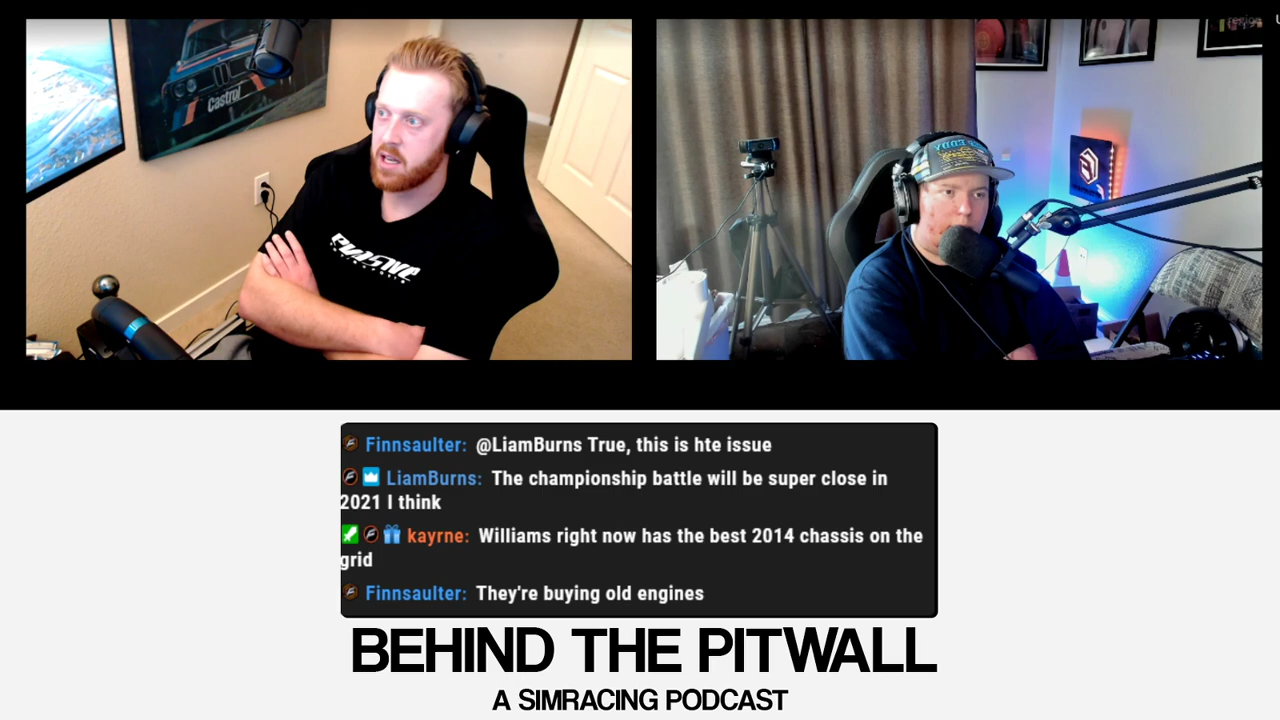 Castrol
Finnsaulter: @LiamBurns True, this is hte issue
LiamBurns: The championship battle will be super close in
2021 I think
kayrne: Williams right now has the best 2014 chassis on the
grid
Finnsaulter: They're buying old engines
BEHIND THE PITWALL
A SIMRACING PODCAST